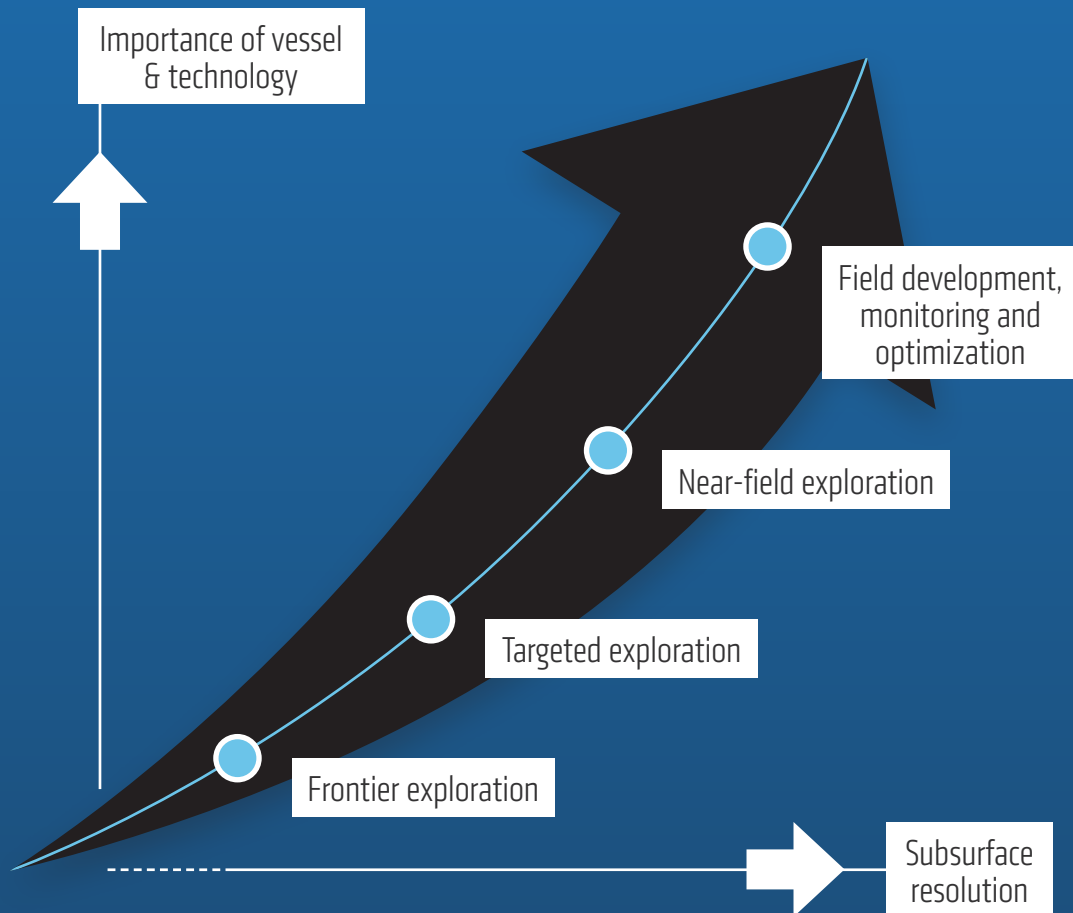 Importance of vessel
& technology
Field development,
monitoring and
optimization
Near-field exploration
Targeted exploration
Frontier exploration
Subsurface
resolution